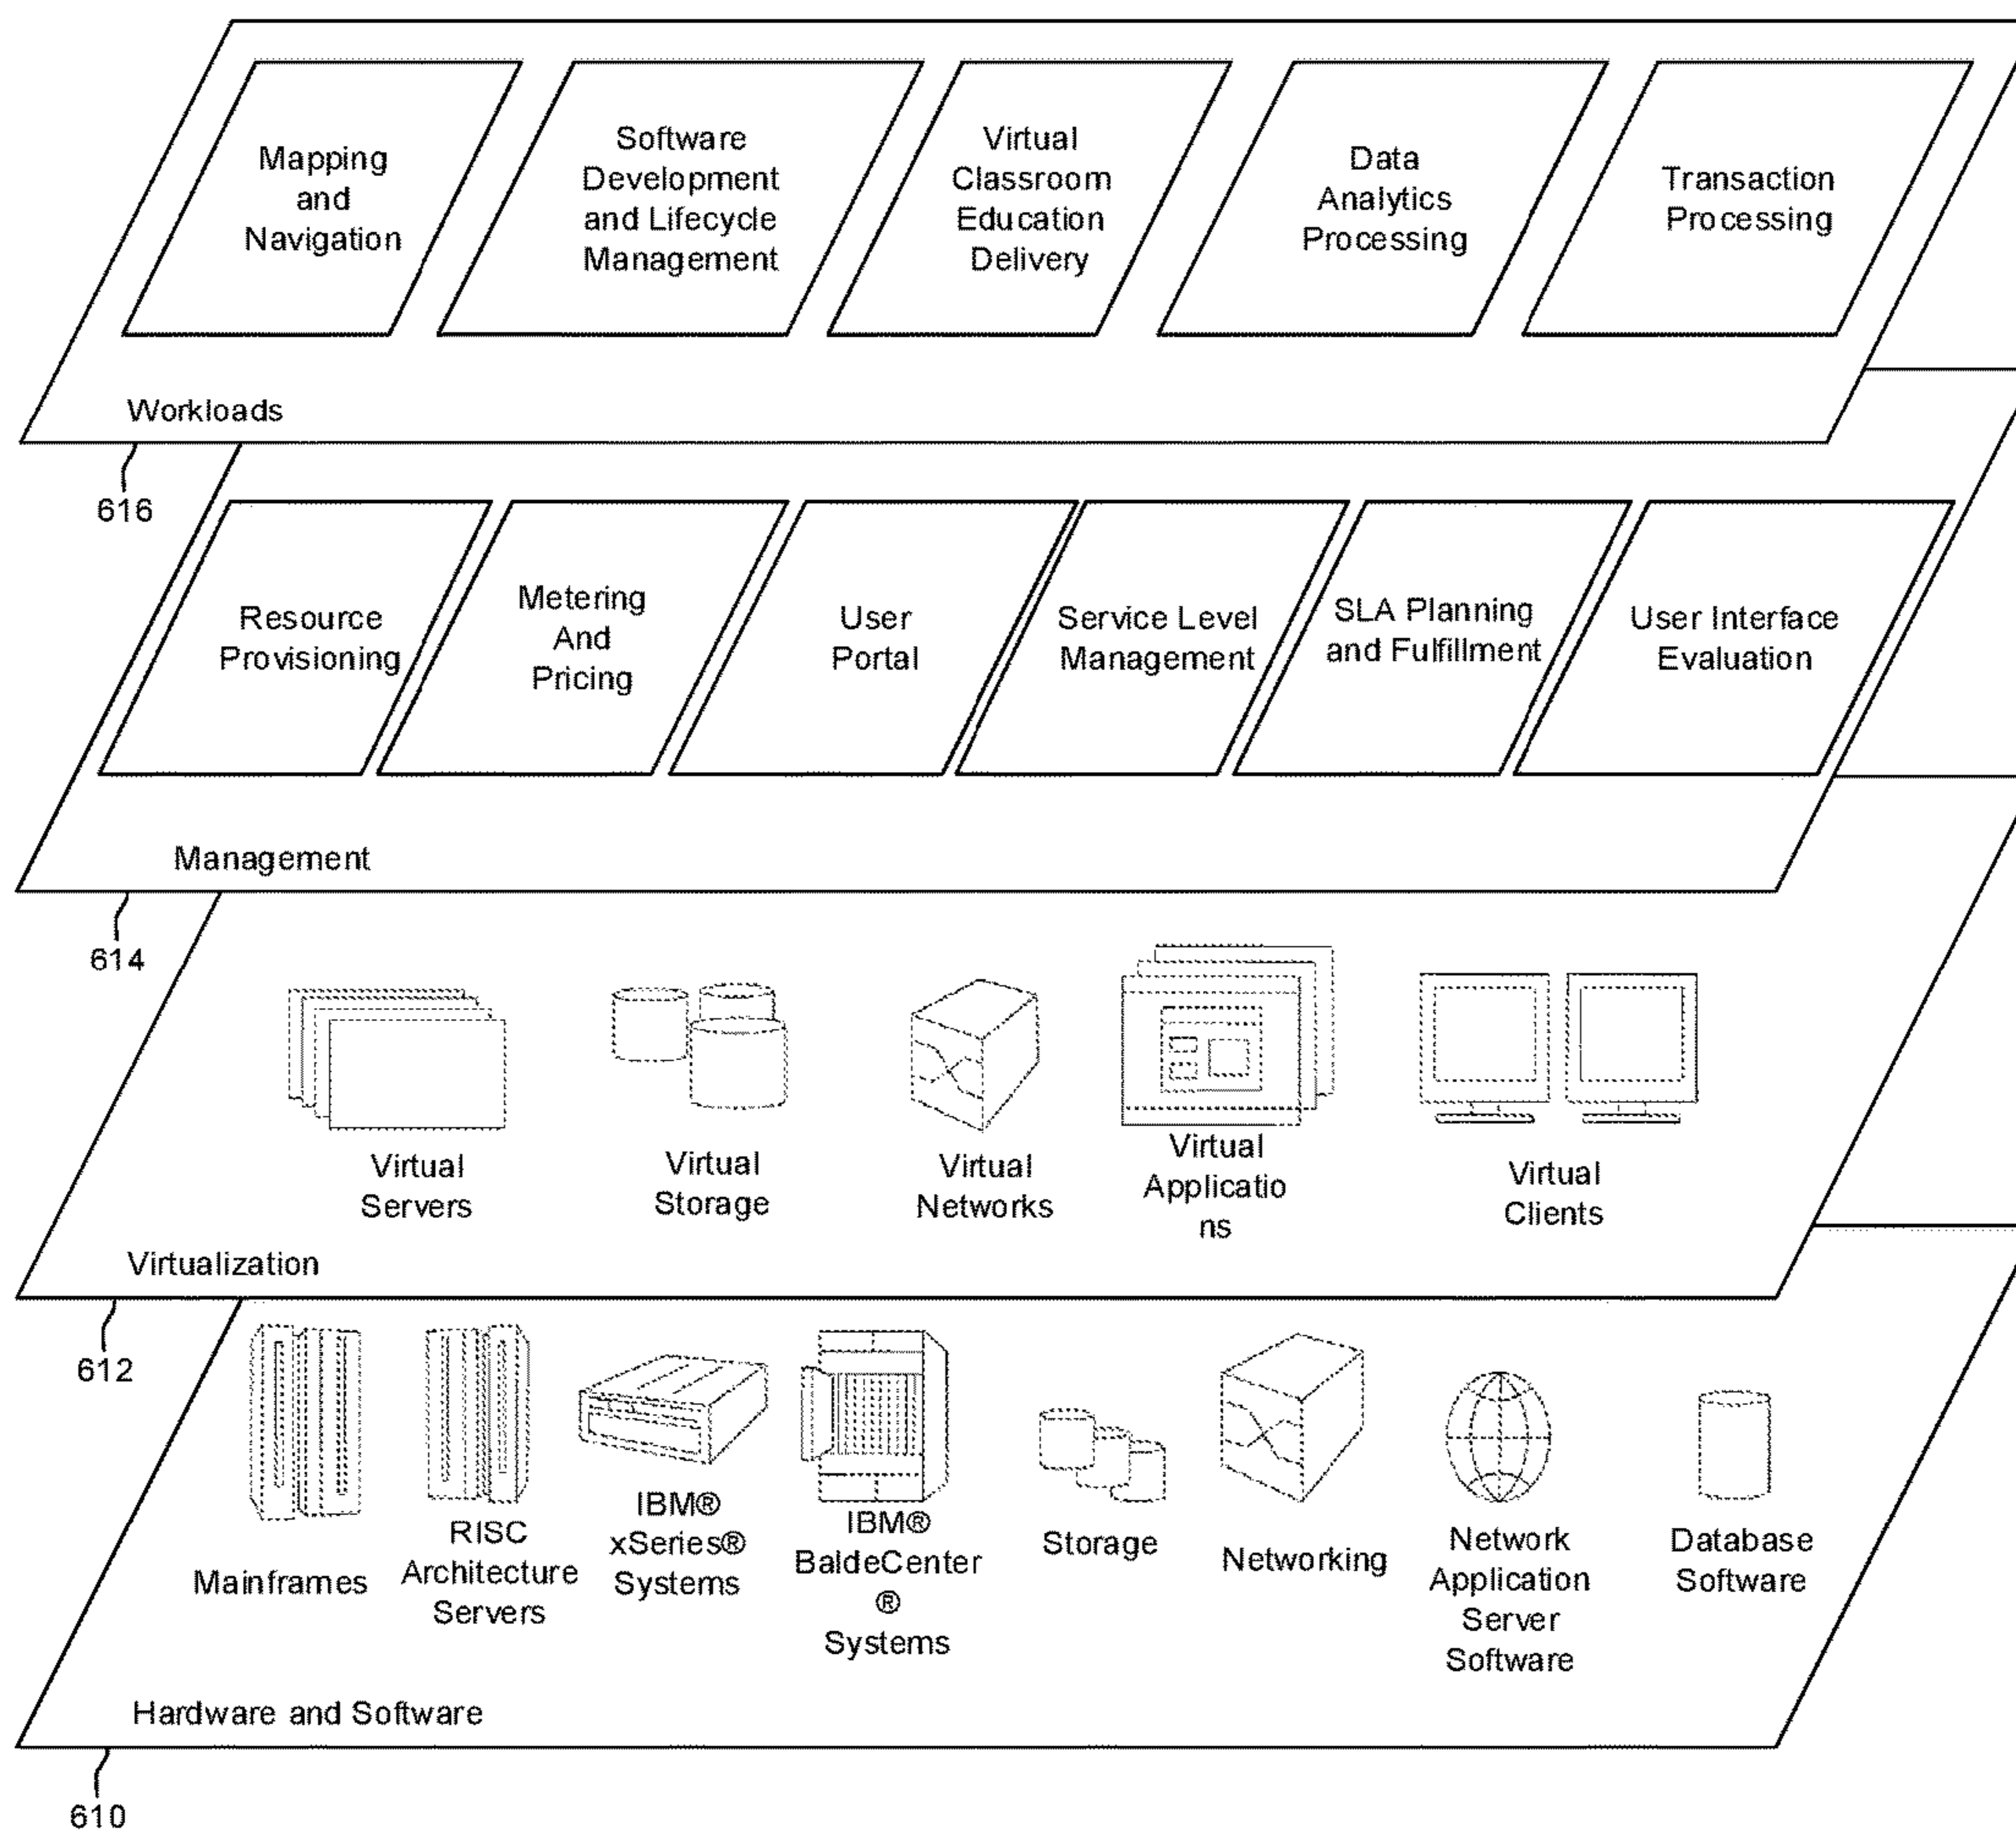 Mapping
and
Navigation
Software
Development
and Lifecycle
Management
Virtual
Classroom
Education
Delivery
Data
Analytics
Processing
Transaction
Processing
Workloads
616
Resource
Provisioning
Metering
And
Pricing
User
Portal
Service Level
Management
SLA Planning
and Fulfillment
User Interface
Evaluation
Management
614
Virtual
Servers
Virtual
Storage
Virtual
Networks
Virtual
Applicatio
ns
Virtual
Clients
Virtualization
612
Mainframes
RISC
Architecture
Servers
IBM®
xSeries®
Systems
IBM®
BaldeCenter
®
Systems
Storage
Networking
Network
Application
Server
Software
Database
Software
Hardware and Software
610